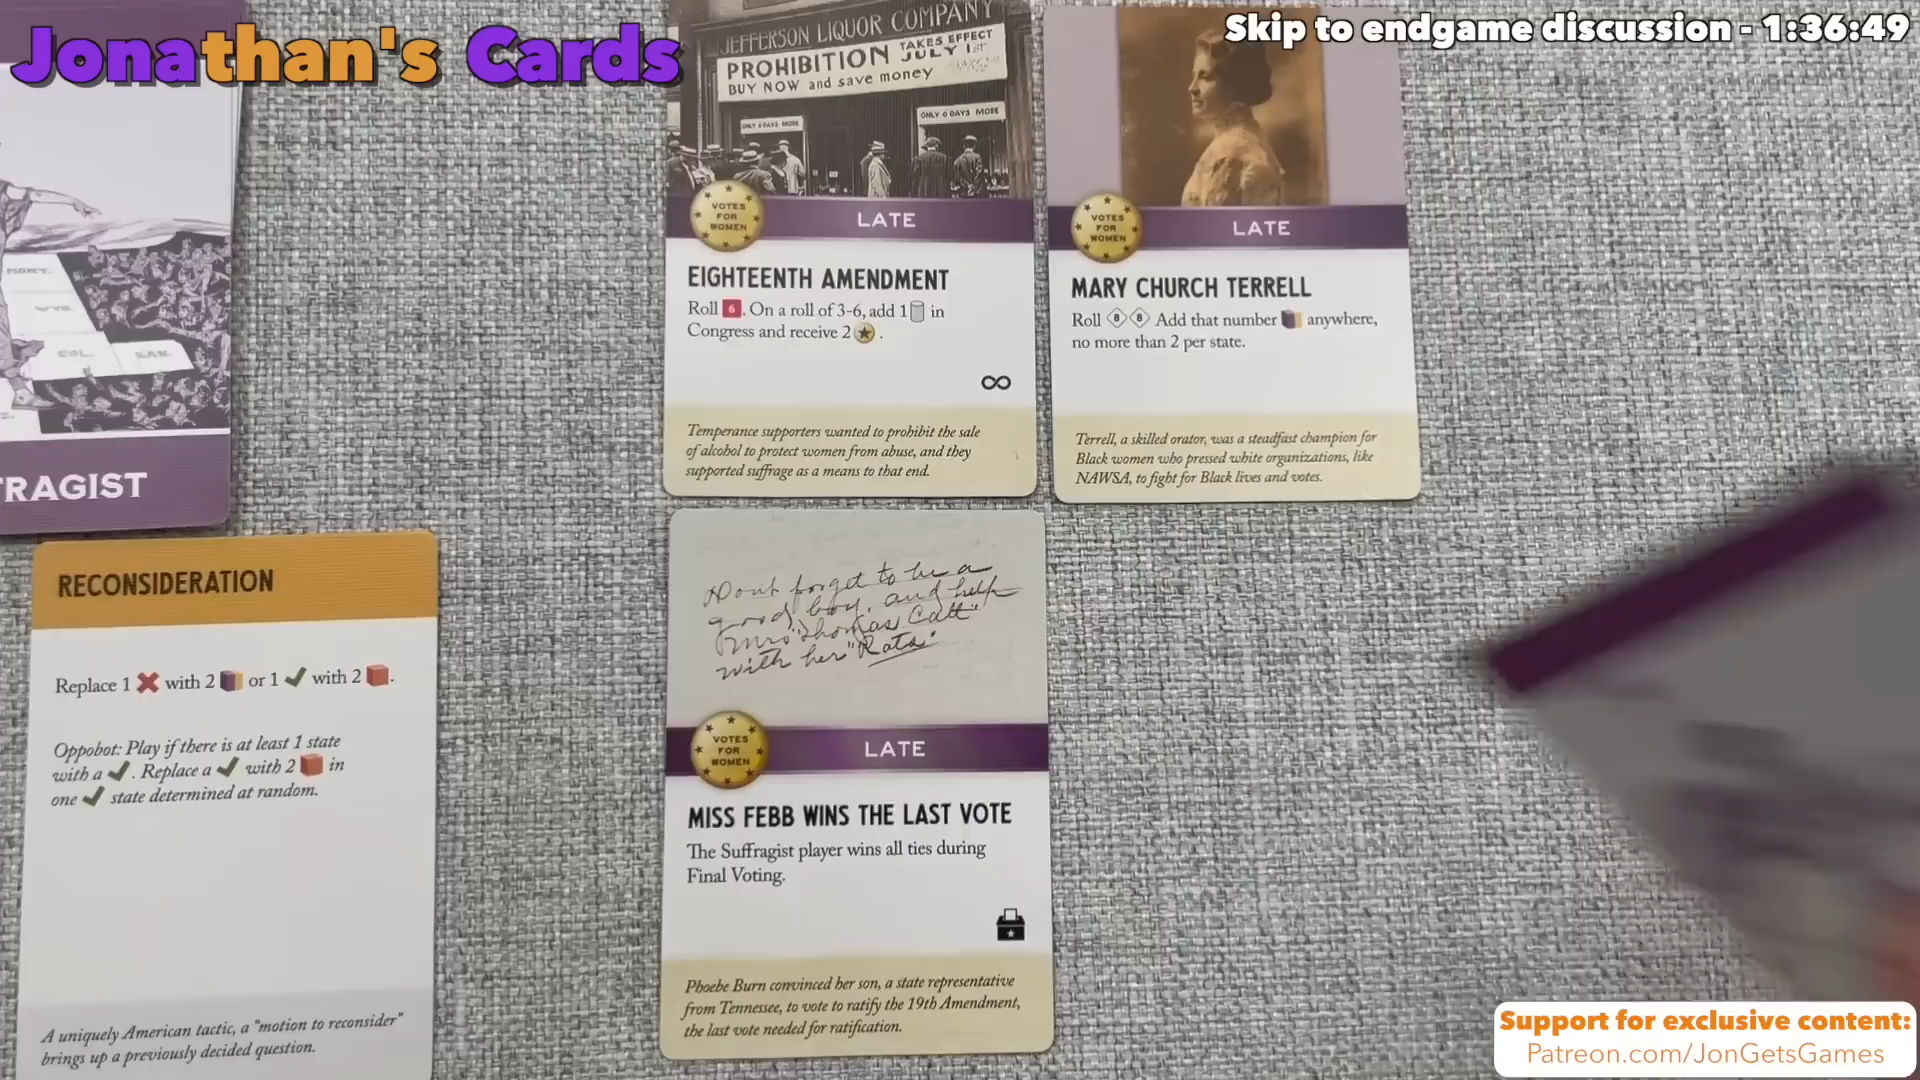 Jonathan's Cards
Skip to endgame discussion - 1:36:49
JEFFERSON LIQUOR COMPANY
PROHIBITION TAKES EFFECT JULY 1ST
BUY NOW and save money
ONLY 6 DAYS MORE
ONLY 6 DAYS MORE
VOTES
FOR
WOMEN
LATE
EIGHTEENTH AMENDMENT
Roll 6. On a roll of 3-6, add 1 in
Congress and receive 2 .
∞
Temperance supporters wanted to prohibit the sale
of alcohol to protect women from abuse, and they
supported suffrage as a means to that end.
VOTES
FOR
WOMEN
LATE
MARY CHURCH TERRELL
Roll 8 8 Add that number anywhere,
no more than 2 per state.
Terrell, a skilled orator, was a steadfast champion for
Black women who pressed white organizations, like
NAWSA, to fight for Black lives and votes.
RAGIST
RECONSIDERATION
Replace 1 ✗ with 2 or 1 ✓ with 2 .
Oppobot: Play if there is at least 1 state
with a ✓. Replace a ✓ with 2 in
one ✓ state determined at random.
A uniquely American tactic, a “motion to reconsider”
brings up a previously decided question.
Dont forget to be a
good boy, and help
Mrs "Thomas Catt"
with her "Rats"
VOTES
FOR
WOMEN
LATE
MISS FEBB WINS THE LAST VOTE
The Suffragist player wins all ties during
Final Voting.
Phoebe Burn convinced her son, a state representative
from Tennessee, to vote to ratify the 19th Amendment,
the last vote needed for ratification.
Support for exclusive content:
Patreon.com/JonGetsGames